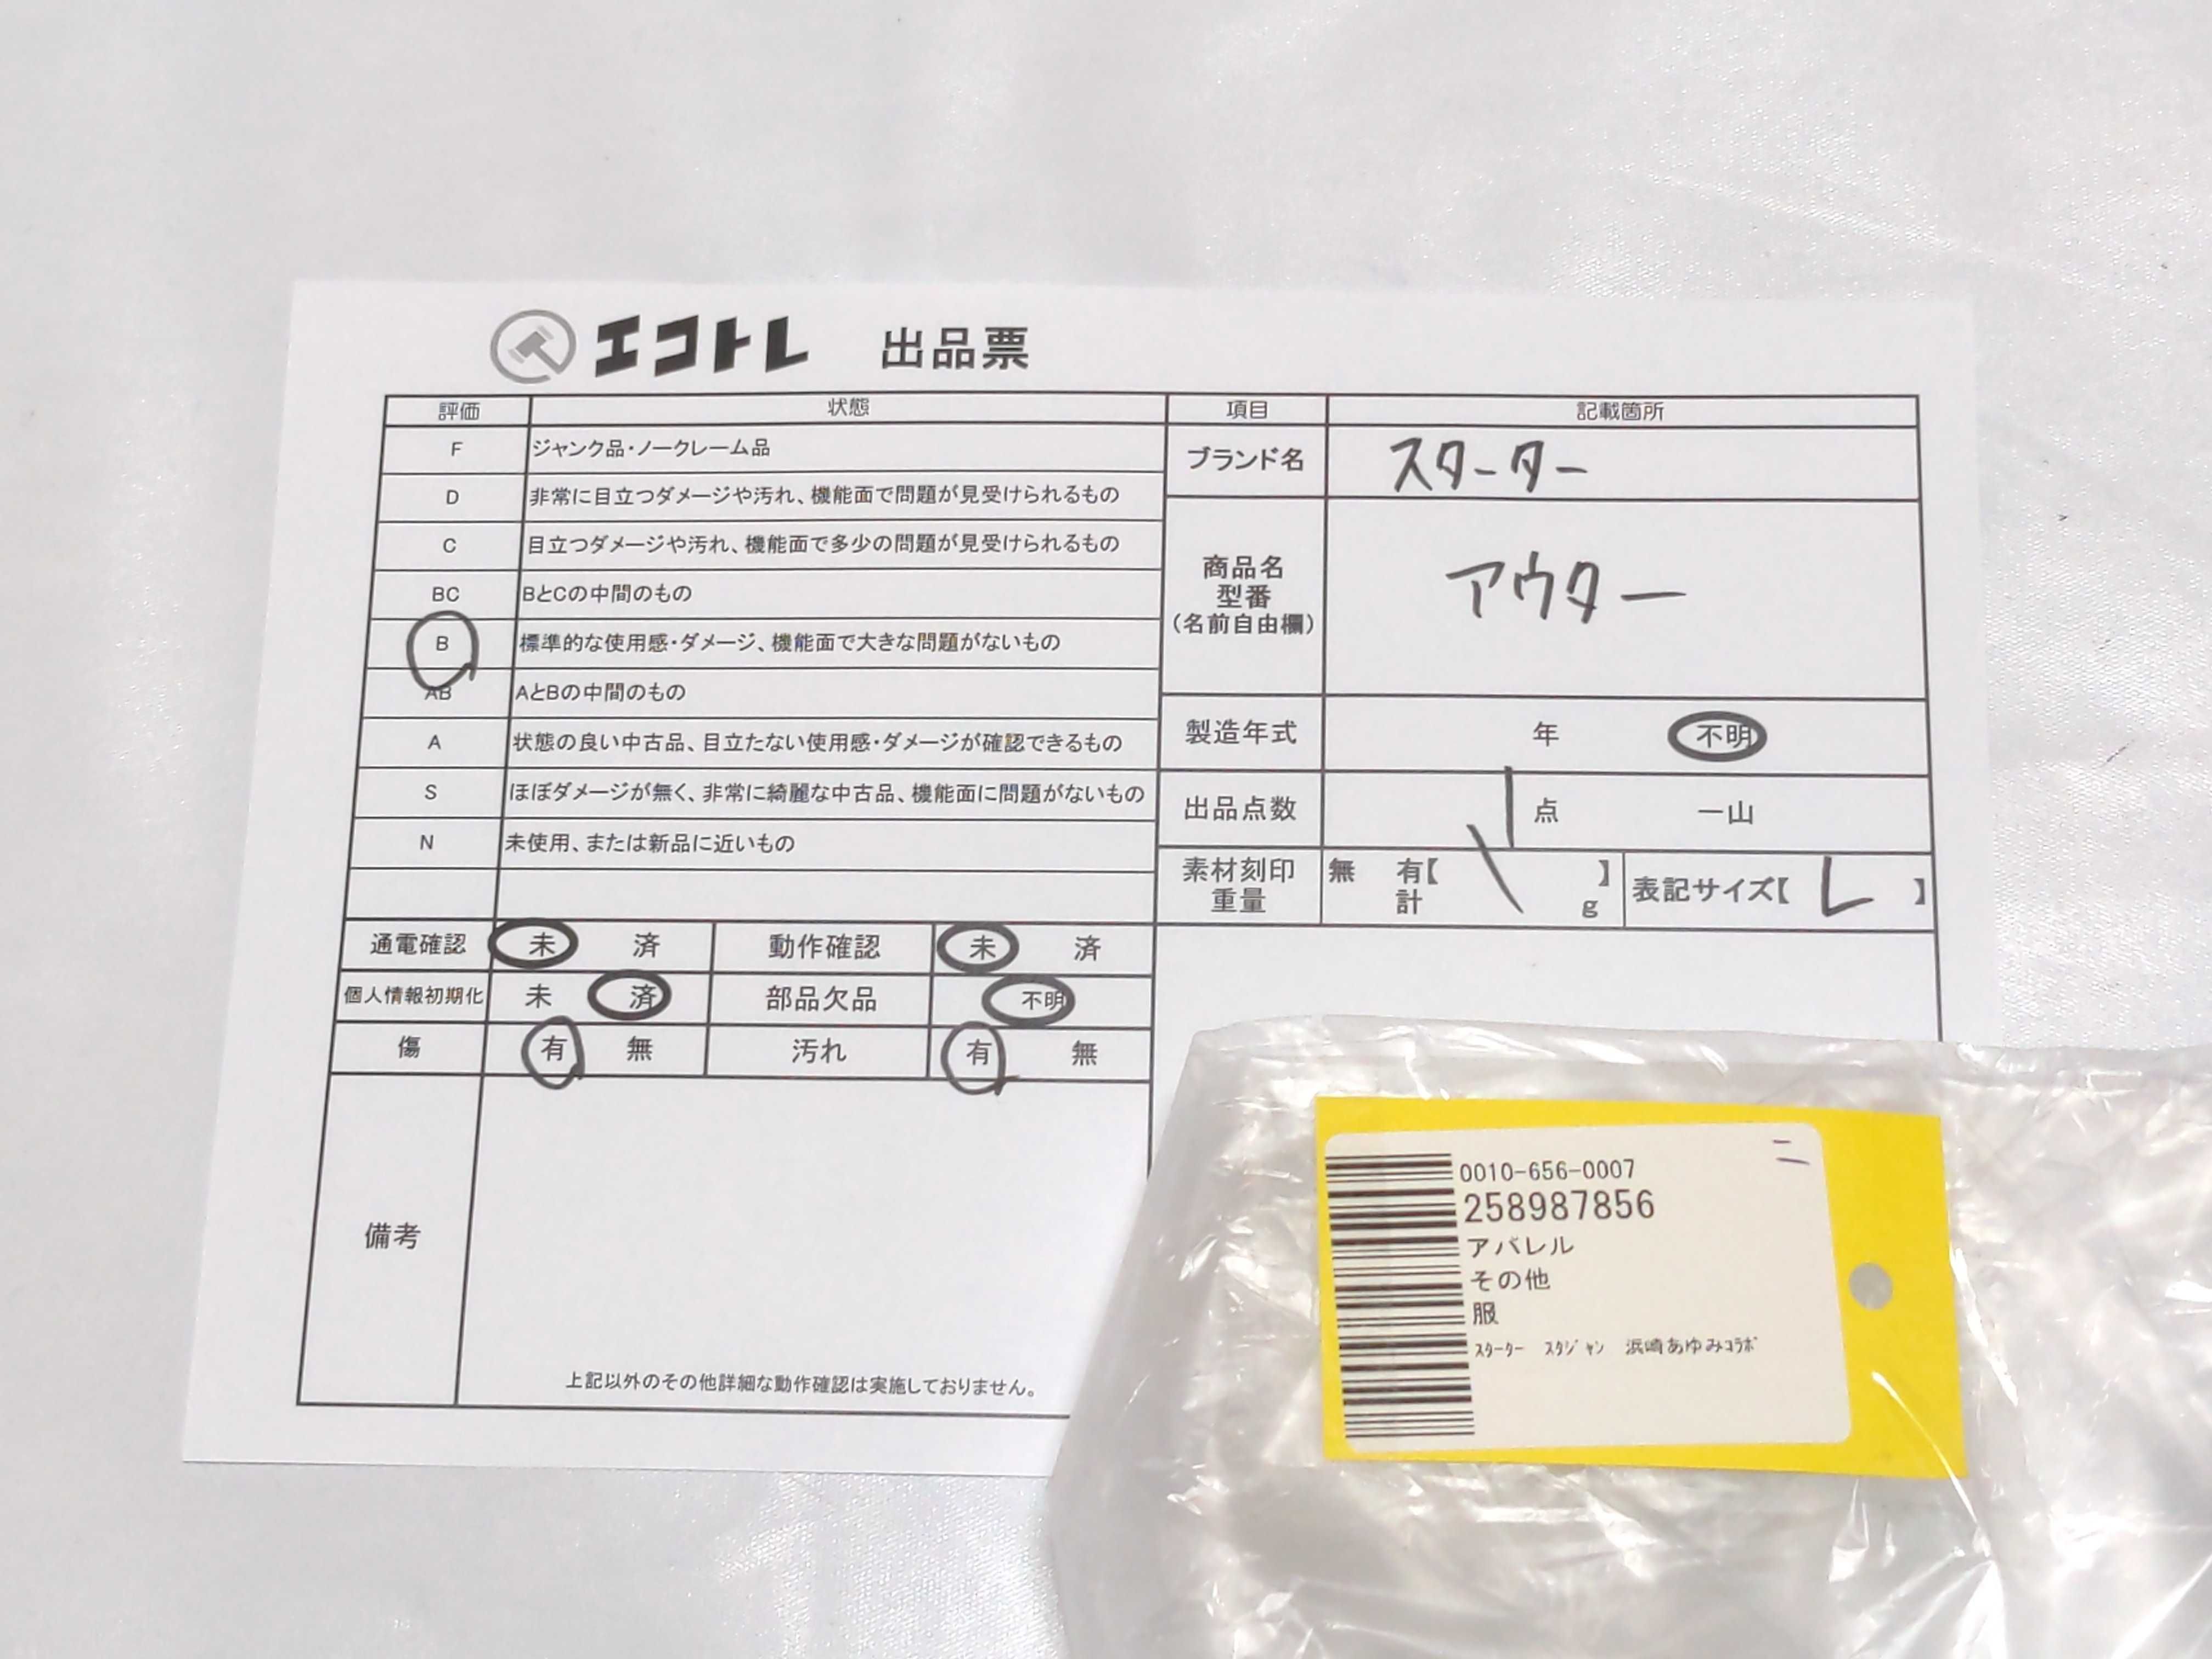 エコトレ 出品票
評価 状態 項目 記載箇所
F ジャンク品・ノークレーム品
D 非常に目立つダメージや汚れ、機能面で問題が見受けられるもの
C 目立つダメージや汚れ、機能面で多少の問題が見受けられるもの
BC BとCの中間のもの
B 標準的な使用感・ダメージ、機能面で大きな問題がないもの
AB AとBの中間のもの
A 状態の良い中古品、目立たない使用感・ダメージが確認できるもの
S ほぼダメージが無く、非常に綺麗な中古品、機能面に問題がないもの
N 未使用、または新品に近いもの
ブランド名 スターター
商品名
型番
(名前自由欄)
アウター
製造年式 年 不明
出品点数 1 点 一山
素材刻印 無 有【 】
重量 計 g
表記サイズ【 L 】
通電確認 未 済 動作確認 未 済
個人情報初期化 未 済 部品欠品 不明
傷 有 無 汚れ 有 無
備考
上記以外のその他詳細な動作確認は実施しておりません。
ニ
0010-656-0007
258987856
アパレル
その他
服
ｽﾀｰﾀｰ ｽﾀｼﾞｬﾝ 浜崎あゆみｺﾗﾎﾞ